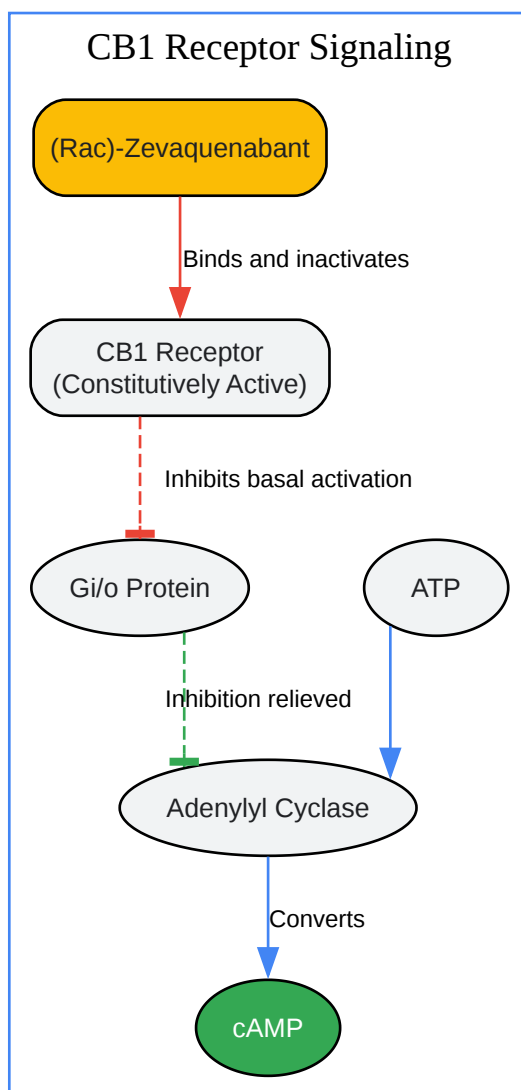 CB1 Receptor Signaling
(Rac)-Zevaquenabant
Binds and inactivates
CB1 Receptor
(Constitutively Active)
Inhibits basal activation
Gi/o Protein
ATP
Inhibition relieved
Adenylyl Cyclase
Converts
cAMP